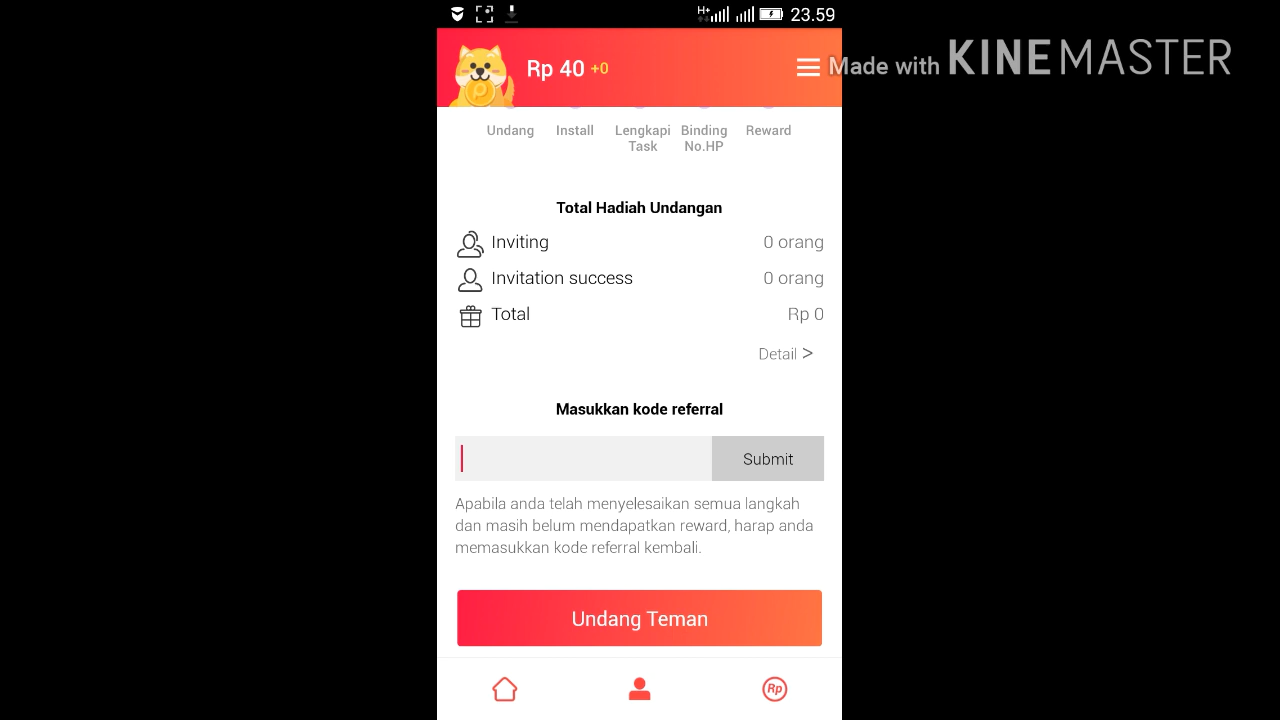 H+ 23.59
Rp 40 +0
Made with KINEMASTER
Undang Install Lengkapi Task Binding No.HP Reward
Total Hadiah Undangan
Inviting 0 orang
Invitation success 0 orang
Total Rp 0
Detail >
Masukkan kode referral
Submit
Apabila anda telah menyelesaikan semua langkah
dan masih belum mendapatkan reward, harap anda
memasukkan kode referral kembali.
Undang Teman
Rp